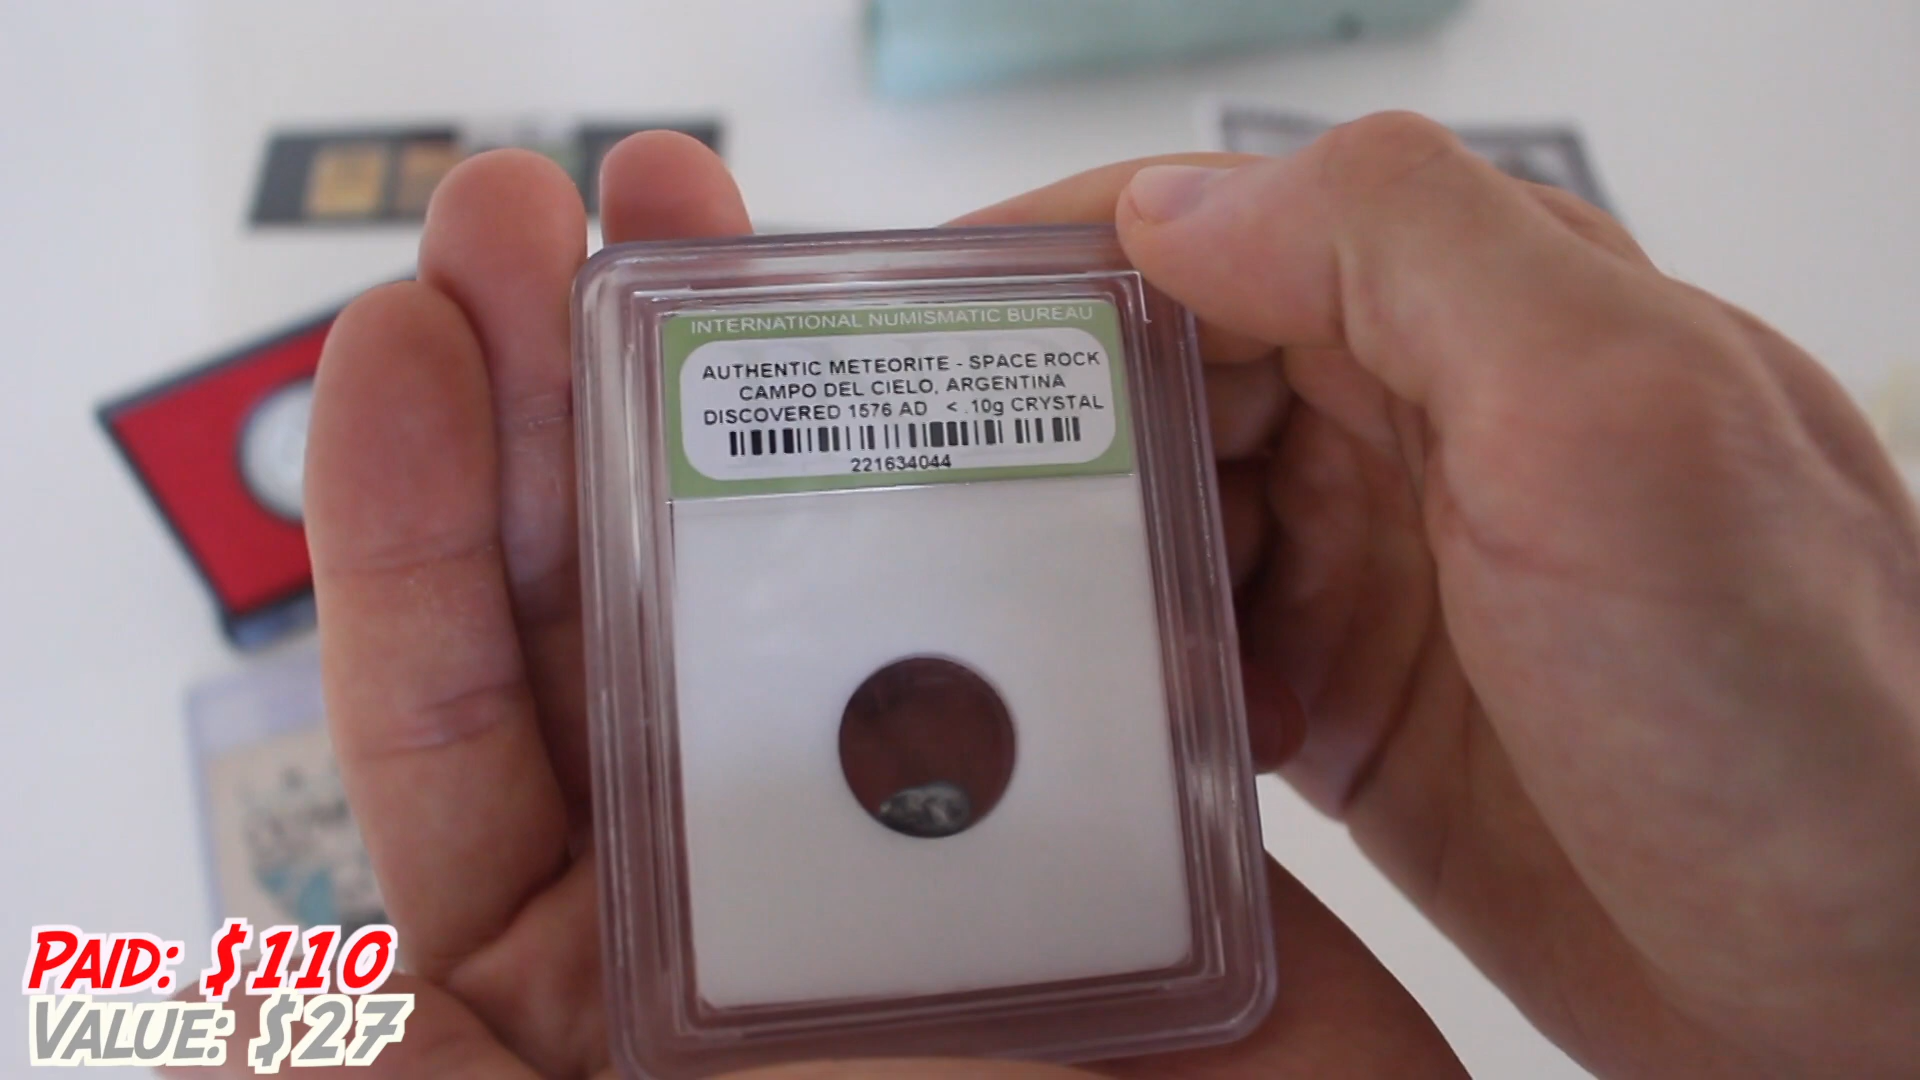 INTERNATIONAL NUMISMATIC BUREAU
AUTHENTIC METEORITE - SPACE ROCK
CAMPO DEL CIELO, ARGENTINA
DISCOVERED 1576 AD < .10g CRYSTAL
221634044
PAID: $110
VALUE: $27